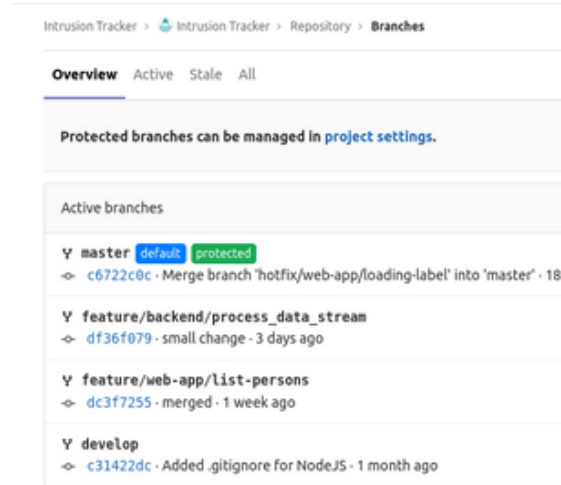 Intrusion Tracker > Intrusion Tracker > Repository > Branches
Overview Active Stale All
Protected branches can be managed in project settings.
Active branches
master default protected
c6722c0c · Merge branch 'hotfix/web-app/loading-label' into 'master' · 18
feature/backend/process_data_stream
df36f079 · small change · 3 days ago
feature/web-app/list-persons
dc3f7255 · merged · 1 week ago
develop
c31422dc · Added .gitignore for NodeJS · 1 month ago